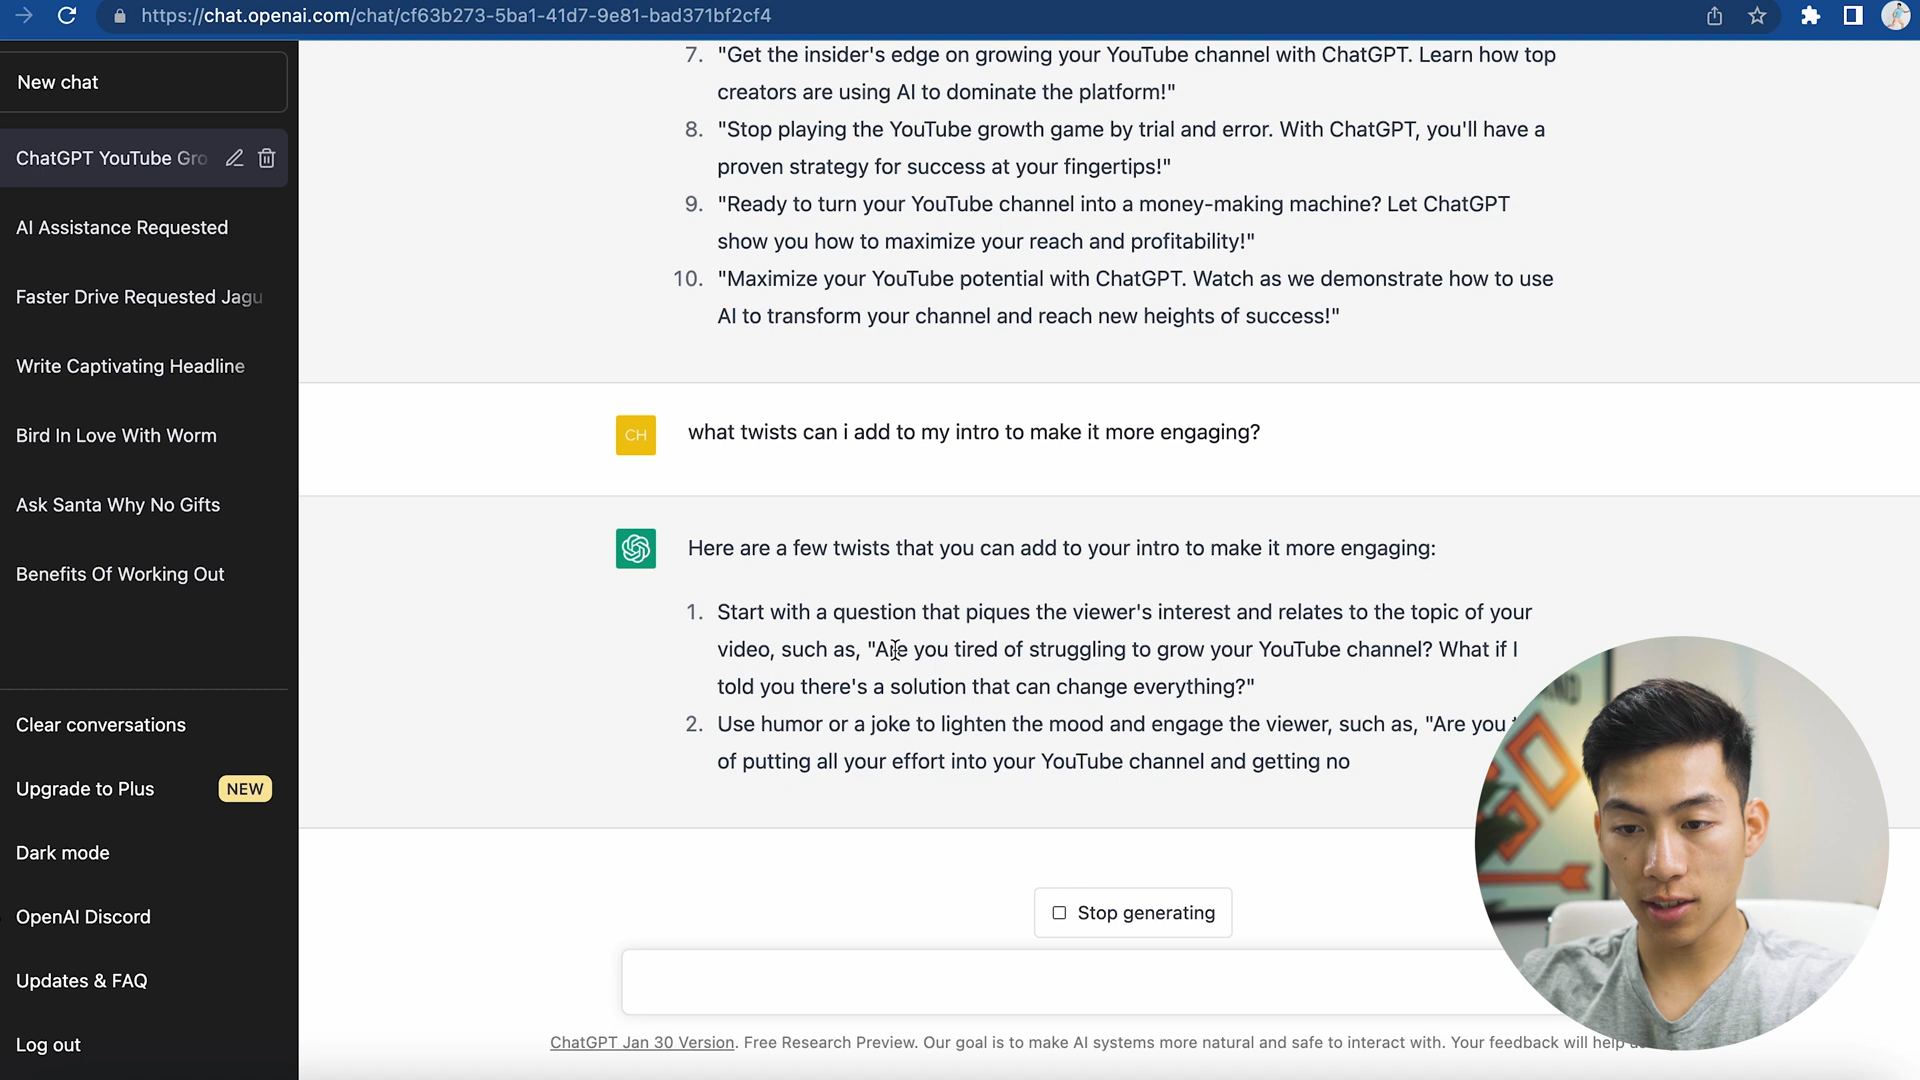 https://chat.openai.com/chat/cf63b273-5ba1-41d7-9e81-bad371bf2cf4
New chat
ChatGPT YouTube Gro
AI Assistance Requested
Faster Drive Requested Jagu
Write Captivating Headline
Bird In Love With Worm
Ask Santa Why No Gifts
Benefits Of Working Out
Clear conversations
Upgrade to Plus NEW
Dark mode
OpenAI Discord
Updates & FAQ
Log out
7. "Get the insider's edge on growing your YouTube channel with ChatGPT. Learn how top
creators are using AI to dominate the platform!"
8. "Stop playing the YouTube growth game by trial and error. With ChatGPT, you'll have a
proven strategy for success at your fingertips!"
9. "Ready to turn your YouTube channel into a money-making machine? Let ChatGPT
show you how to maximize your reach and profitability!"
10. "Maximize your YouTube potential with ChatGPT. Watch as we demonstrate how to use
AI to transform your channel and reach new heights of success!"
CH
what twists can i add to my intro to make it more engaging?
Here are a few twists that you can add to your intro to make it more engaging:
1. Start with a question that piques the viewer's interest and relates to the topic of your
video, such as, "Are you tired of struggling to grow your YouTube channel? What if I
told you there's a solution that can change everything?"
2. Use humor or a joke to lighten the mood and engage the viewer, such as, "Are you
of putting all your effort into your YouTube channel and getting no
Stop generating
ChatGPT Jan 30 Version. Free Research Preview. Our goal is to make AI systems more natural and safe to interact with. Your feedback will help